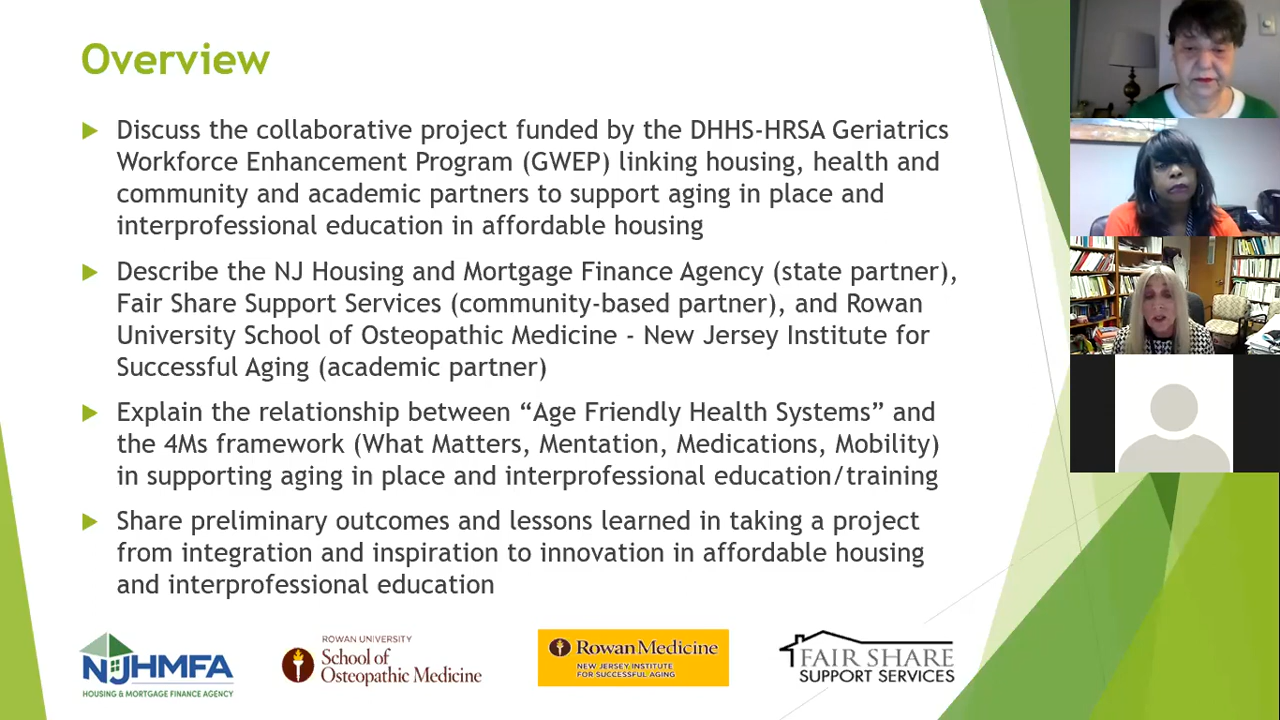 Overview
Discuss the collaborative project funded by the DHHS-HRSA Geriatrics
Workforce Enhancement Program (GWEP) linking housing, health and
community and academic partners to support aging in place and
interprofessional education in affordable housing
Describe the NJ Housing and Mortgage Finance Agency (state partner),
Fair Share Support Services (community-based partner), and Rowan
University School of Osteopathic Medicine - New Jersey Institute for
Successful Aging (academic partner)
Explain the relationship between “Age Friendly Health Systems” and
the 4Ms framework (What Matters, Mentation, Medications, Mobility)
in supporting aging in place and interprofessional education/training
Share preliminary outcomes and lessons learned in taking a project
from integration and inspiration to innovation in affordable housing
and interprofessional education
NJHMFA
HOUSING & MORTGAGE FINANCE AGENCY
ROWAN UNIVERSITY
School of
Osteopathic Medicine
Rowan Medicine
NEW JERSEY INSTITUTE
FOR SUCCESSFUL AGING
FAIR SHARE
SUPPORT SERVICES